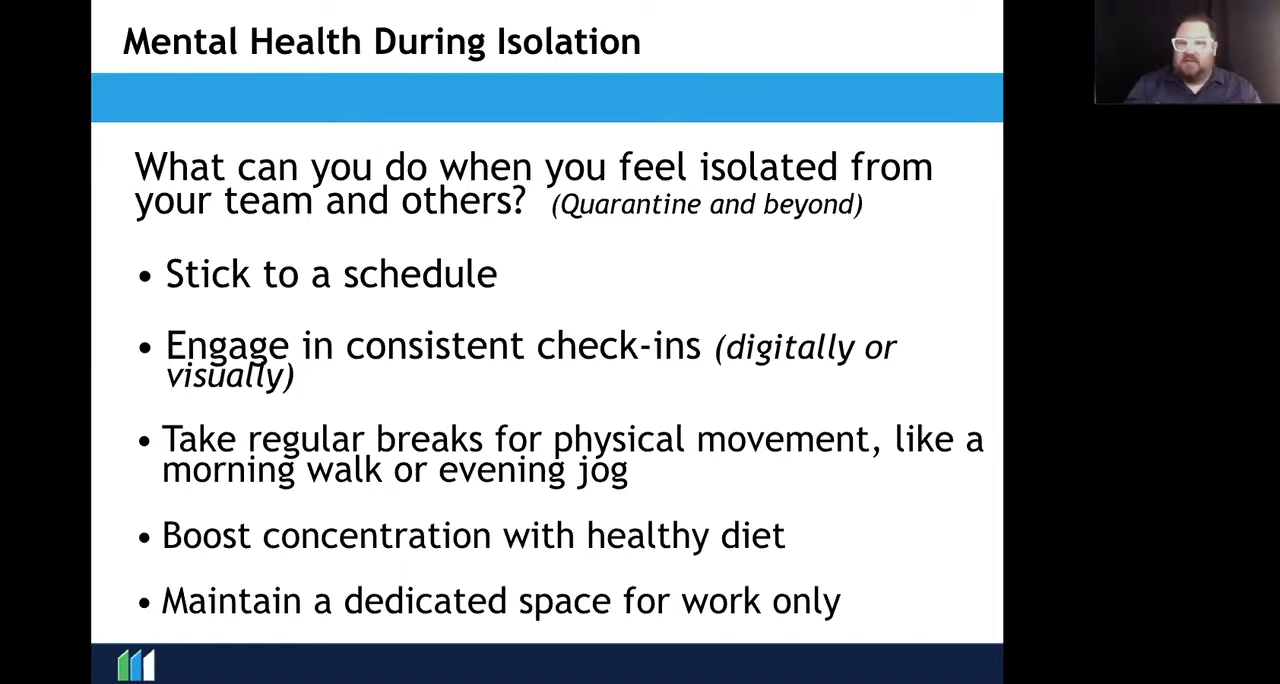 Mental Health During Isolation
What can you do when you feel isolated from
your team and others? (Quarantine and beyond)
• Stick to a schedule
• Engage in consistent check-ins (digitally or
visually)
• Take regular breaks for physical movement, like a
morning walk or evening jog
• Boost concentration with healthy diet
• Maintain a dedicated space for work only